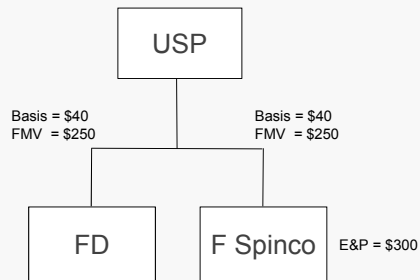 USP
Basis = $40
FMV = $250
Basis = $40
FMV = $250
FD
F Spinco
E&P = $300